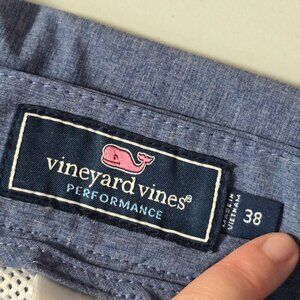 vineyard vines®
PERFORMANCE
MADE IN
VIETNAM
38